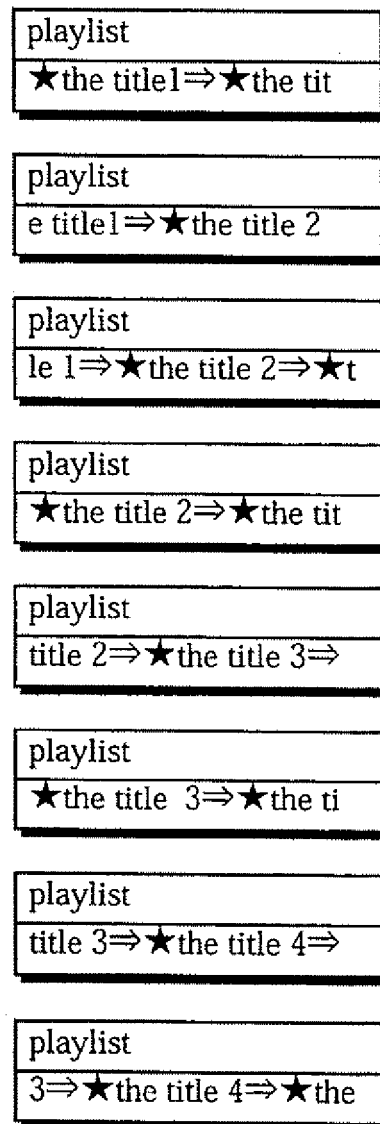 playlist
★the title1⇒★the tit
playlist
e title1⇒★the title 2
playlist
le 1⇒★the title 2⇒★t
playlist
★the title 2⇒★the tit
playlist
title 2⇒★the title 3⇒
playlist
★the title 3⇒★the ti
playlist
title 3⇒★the title 4⇒
playlist
3⇒★the title 4⇒★the